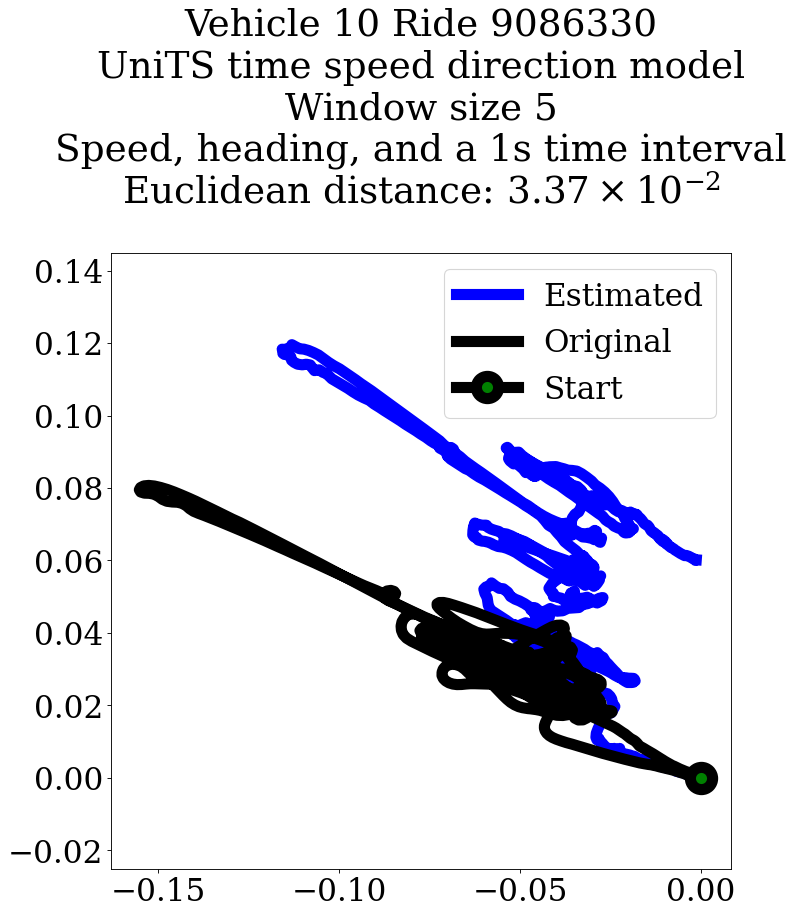 Vehicle 10 Ride 9086330
UniTS time speed direction model
Window size 5
Speed, heading, and a 1s time interval
Euclidean distance: 3.37 × 10⁻²
Estimated
Original
Start
0.14
0.12
0.10
0.08
0.06
0.04
0.02
0.00
−0.02
−0.15 −0.10 −0.05 0.00